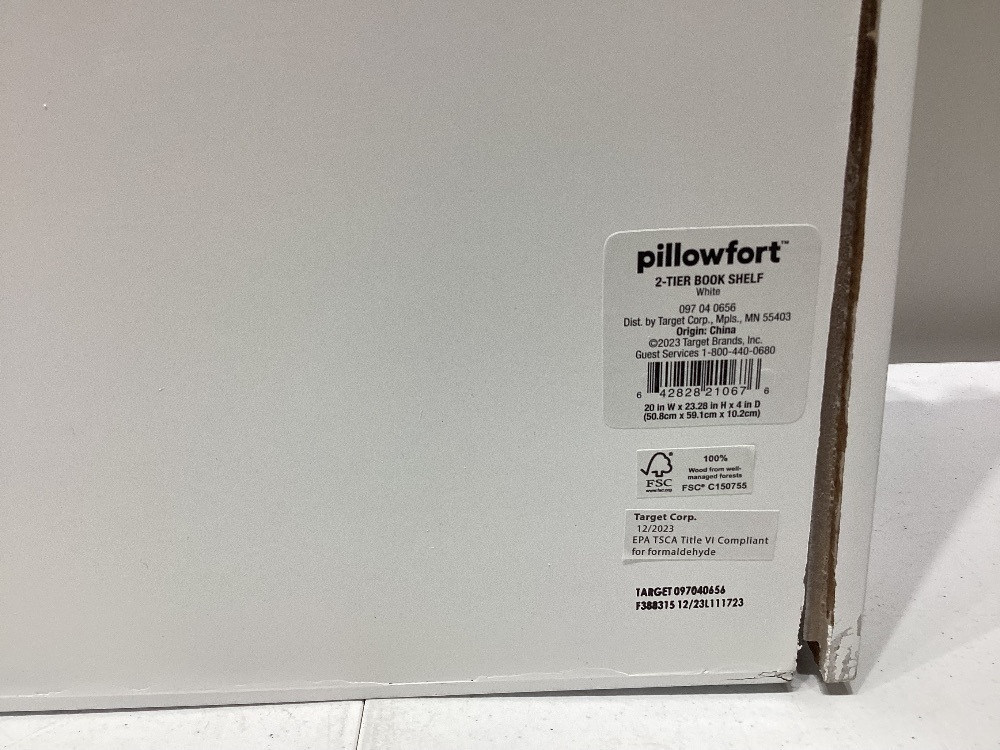 pillowfort™
2-TIER BOOK SHELF
White
097 04 0656
Dist. by Target Corp., Mpls., MN 55403
Origin: China
©2023 Target Brands, Inc.
Guest Services 1-800-440-0680
6 42828 21067 6
20 in W x 23.28 in H x 4 in D
(50.8cm x 59.1cm x 10.2cm)
FSC
www.fsc.org
100%
Wood from well-
managed forests
FSC® C150755
Target Corp.
12/2023
EPA TSCA Title VI Compliant
for formaldehyde
TARGET 097040656
F388315 12/23L111723